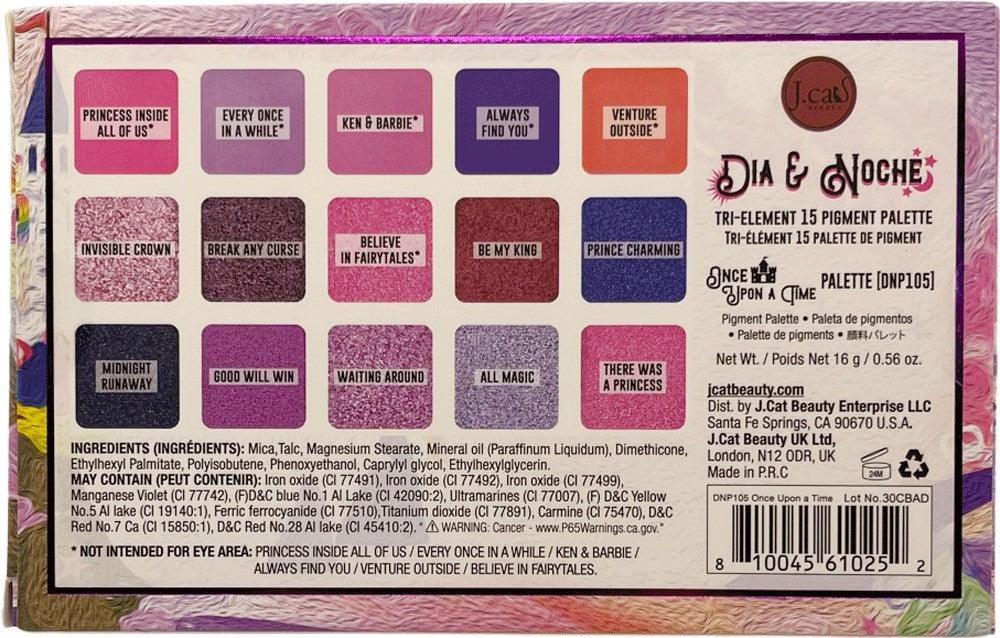 PRINCESS INSIDE
ALL OF US*
EVERY ONCE
IN A WHILE*
KEN & BARBIE*
ALWAYS
FIND YOU*
VENTURE
OUTSIDE*
INVISIBLE CROWN
BREAK ANY CURSE
BELIEVE
IN FAIRYTALES*
BE MY KING
PRINCE CHARMING
MIDNIGHT
RUNAWAY
GOOD WILL WIN
WAITING AROUND
ALL MAGIC
THERE WAS
A PRINCESS
INGREDIENTS (INGRÉDIENTS): Mica,Talc, Magnesium Stearate, Mineral oil (Paraffinum Liquidum), Dimethicone,
Ethylhexyl Palmitate, Polyisobutene, Phenoxyethanol, Caprylyl glycol, Ethylhexylglycerin.
MAY CONTAIN (PEUT CONTENIR): Iron oxide (CI 77491), Iron oxide (CI 77492), Iron oxide (CI 77499),
Manganese Violet (CI 77742), (F)D&C blue No.1 Al Lake (CI 42090:2), Ultramarines (CI 77007), (F) D&C Yellow
No.5 Al lake (CI 19140:1), Ferric ferrocyanide (CI 77510),Titanium dioxide (CI 77891), Carmine (CI 75470), D&C
Red No.7 Ca (CI 15850:1), D&C Red No.28 Al lake (CI 45410:2). "⚠ WARNING: Cancer - www.P65Warnings.ca.gov."
* NOT INTENDED FOR EYE AREA: PRINCESS INSIDE ALL OF US / EVERY ONCE IN A WHILE / KEN & BARBIE /
ALWAYS FIND YOU / VENTURE OUTSIDE / BELIEVE IN FAIRYTALES.
J.CAT
BEAUTY
DIA & NOCHE
TRI-ELEMENT 15 PIGMENT PALETTE
TRI-ÉLÉMENT 15 PALETTE DE PIGMENT
ONCE
UPON A TIME
PALETTE [DNP105]
Pigment Palette • Paleta de pigmentos
• Palette de pigments • 顔料パレット
Net Wt. / Poids Net 16 g / 0.56 oz.
jcatbeauty.com
Dist. by J.Cat Beauty Enterprise LLC
Santa Fe Springs, CA 90670 U.S.A.
J.Cat Beauty UK Ltd,
London, N12 ODR, UK
Made in P.R.C
24M
DNP105 Once Upon a Time Lot No.30CBAD
8 10045 61025 2